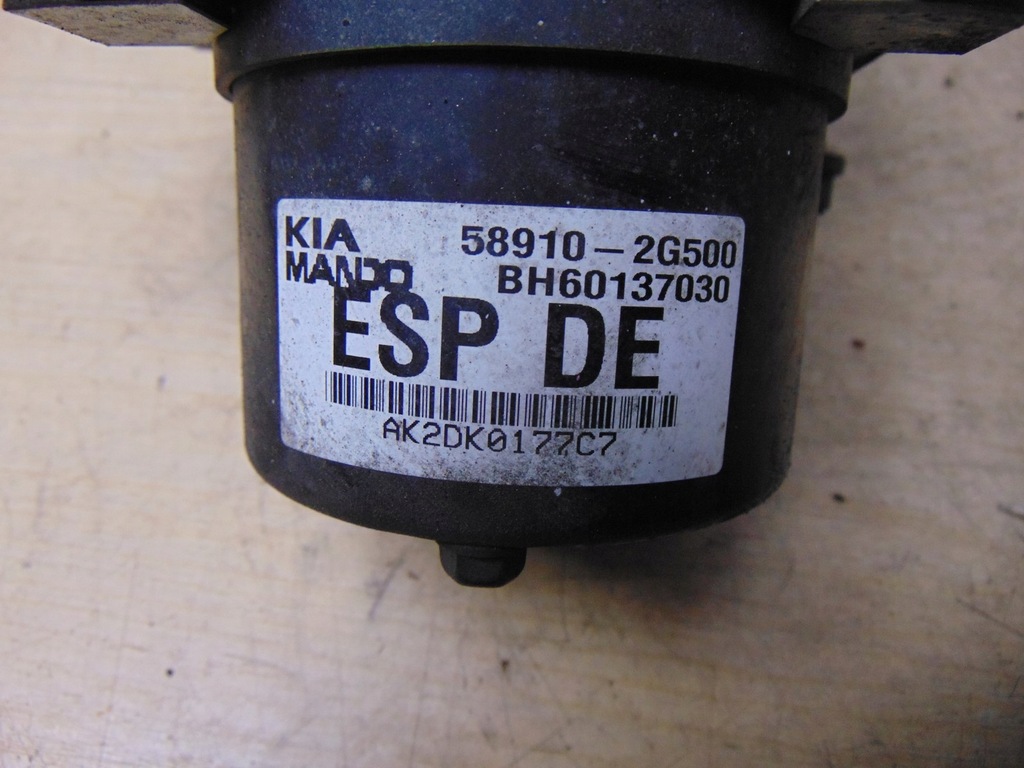 KIA 58910-2G500
MANDO BH60137030
ESP DE
AK2DK0177C7